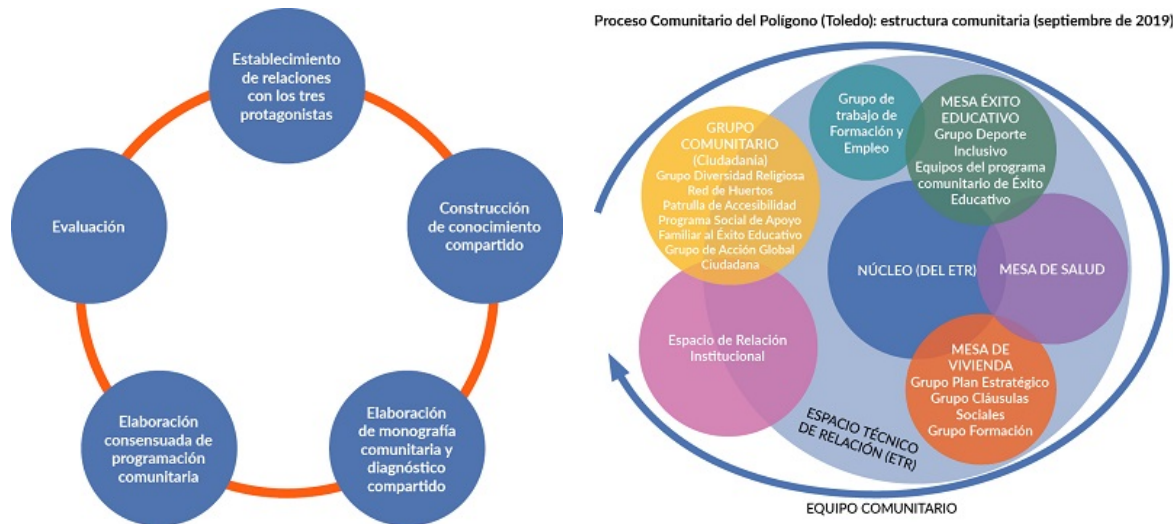 Establecimiento
de relaciones
con los tres
protagonistas
Construcción
de conocimiento
compartido
Elaboración
de monografía
comunitaria y
diagnóstico
compartido
Elaboración
consensuada de
programación
comunitaria
Evaluación
Proceso Comunitario del Polígono (Toledo): estructura comunitaria (septiembre de 2019)
GRUPO
COMUNITARIO
(Ciudadanía)
Grupo Diversidad Religiosa
Red de Huertos
Patrulla de Accesibilidad
Programa Social de Apoyo
Familiar al Éxito Educativo
Grupo de Acción Global
Ciudadana
Grupo de
trabajo de
Formación y
Empleo
MESA ÉXITO
EDUCATIVO
Grupo Deporte
Inclusivo
Equipos del programa
comunitario de Éxito
Educativo
NÚCLEO (DEL ETR)
MESA DE SALUD
Espacio de Relación
Institucional
MESA DE
VIVIENDA
Grupo Plan Estratégico
Grupo Cláusulas
Sociales
Grupo Formación
ESPACIO TÉCNICO
DE RELACIÓN (ETR)
EQUIPO COMUNITARIO